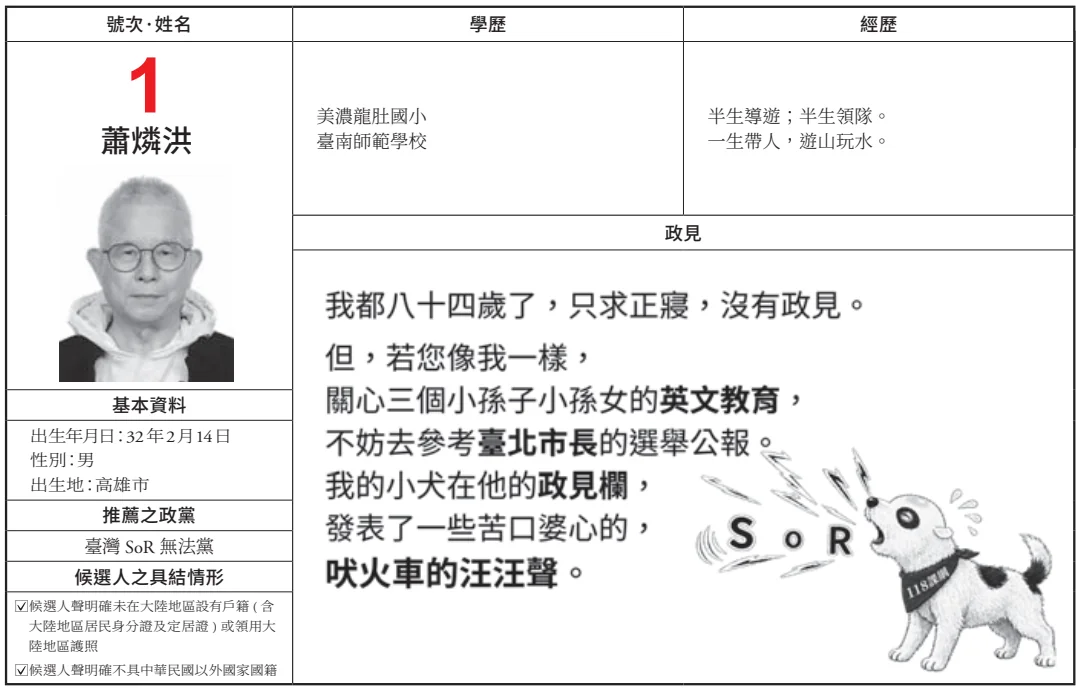 號次·姓名
1
蕭燐洪
基本資料
出生年月日:32年2月14日
性別:男
出生地:高雄市
推薦之政黨
臺灣 SoR 無法黨
候選人之具結情形
☑候選人聲明確未在大陸地區設有戶籍(含
大陸地區居民身分證及定居證)或領用大
陸地區護照
☑候選人聲明確不具中華民國以外國家國籍
學歷
美濃龍肚國小
臺南師範學校
經歷
半生導遊;半生領隊。
一生帶人,遊山玩水。
政見
我都八十四歲了,只求正寢,沒有政見。
但,若您像我一樣,
關心三個小孫子小孫女的英文教育,
不妨去參考臺北市長的選舉公報。
我的小犬在他的政見欄,
發表了一些苦口婆心的,
吠火車的汪汪聲。
S o R
118課綱